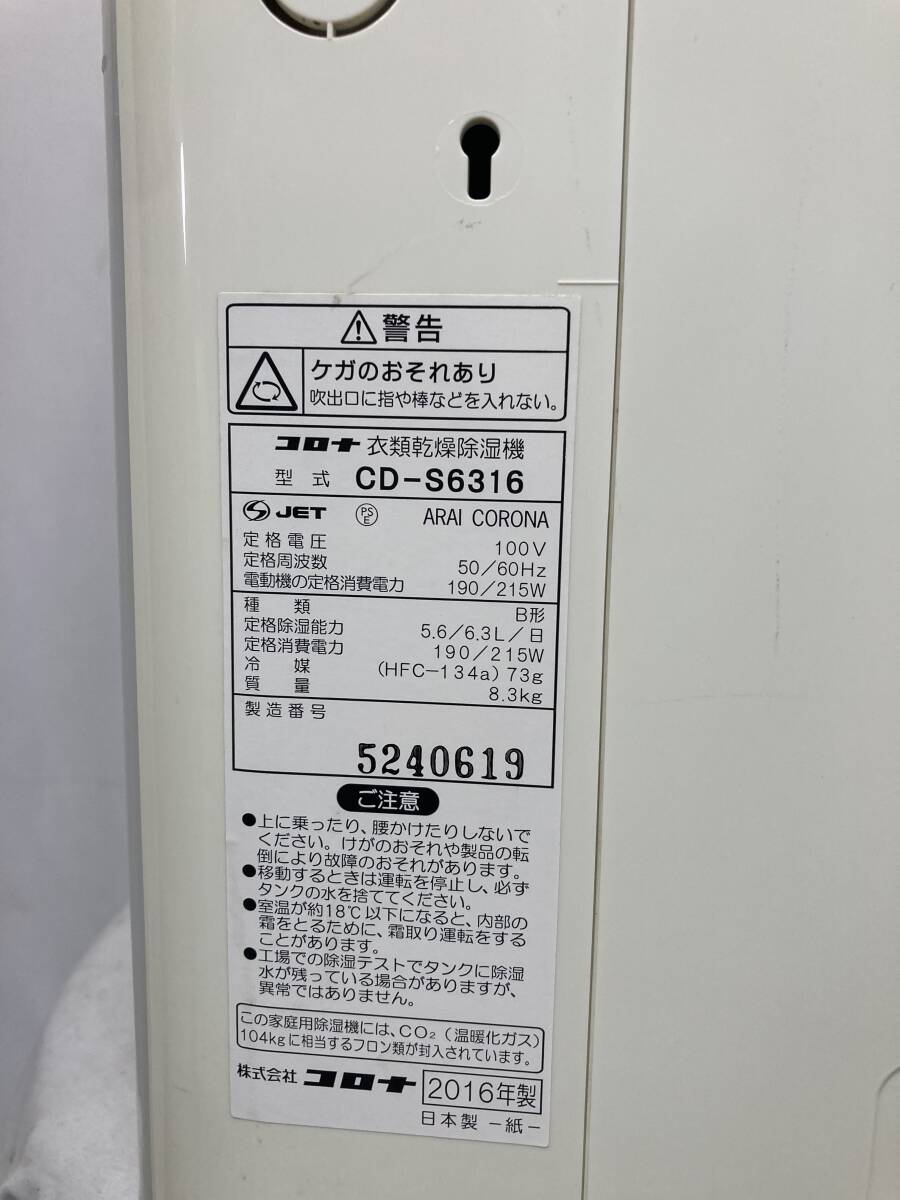 警告
ケガのおそれあり
吹出口に指や棒などを入れない。
コロナ 衣類乾燥除湿機
型式 CD-S6316
JET PSE ARAI CORONA
定格電圧 100V
定格周波数 50/60Hz
電動機の定格消費電力 190/215W
種類 B形
定格除湿能力 5.6/6.3L/日
定格消費電力 190/215W
冷媒 (HFC-134a) 73g
質量 8.3kg
製造番号
5240619
ご注意
●上に乗ったり、腰かけたりしないで
ください。けがのおそれや製品の転
倒により故障のおそれがあります。
●移動するときは運転を停止し、必ず
タンクの水を捨ててください。
●室温が約18℃以下になると、内部の
霜をとるために、霜取り運転をする
ことがあります。
●工場での除湿テストでタンクに除湿
水が残っている場合がありますが、
異常ではありません。
この家庭用除湿機には、CO₂(温暖化ガス)
104kgに相当するフロン類が封入されています。
株式会社 コロナ 2016年製
日本製 -紙-